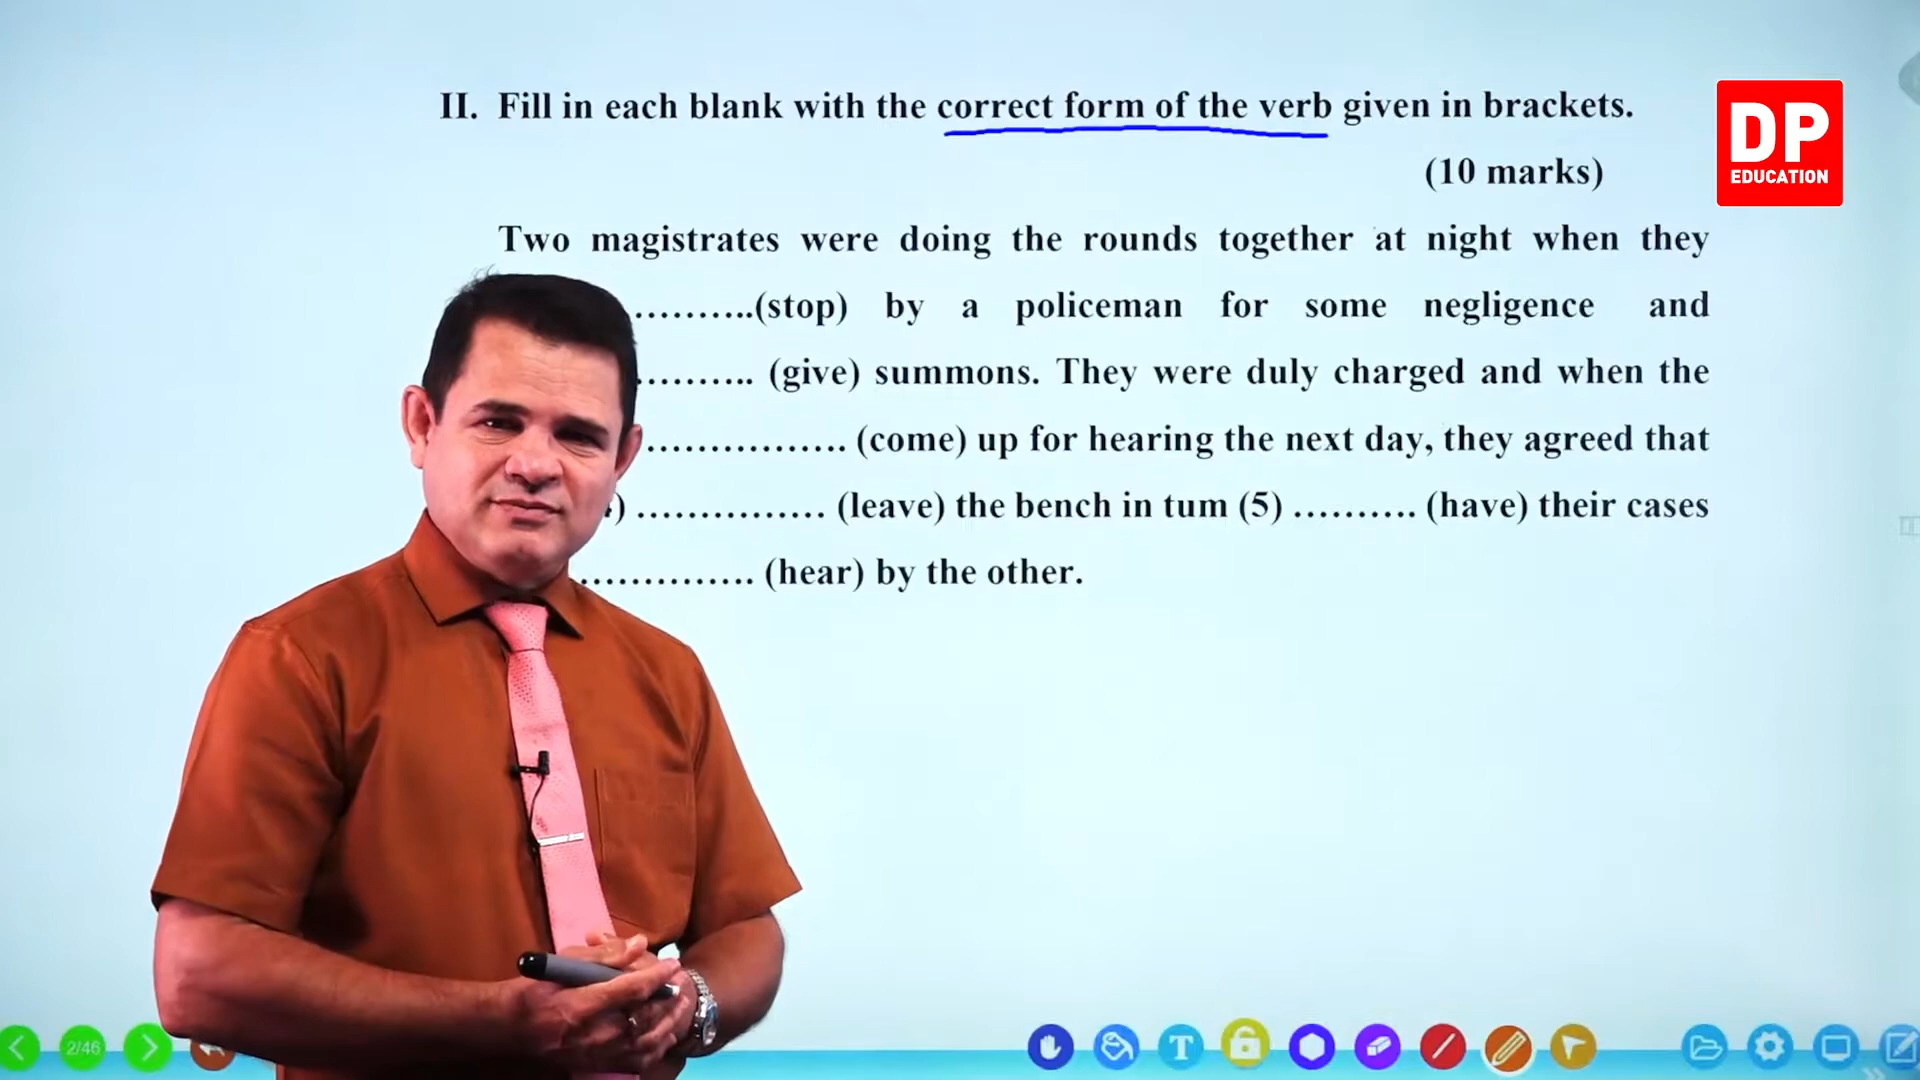 II. Fill in each blank with the correct form of the verb given in brackets.
(10 marks)
DP
EDUCATION
Two magistrates were doing the rounds together at night when they
...........(stop) by a policeman for some negligence and
........... (give) summons. They were duly charged and when the
................ (come) up for hearing the next day, they agreed that
) ............... (leave) the bench in tum (5) .......... (have) their cases
.............. (hear) by the other.
2/46
T